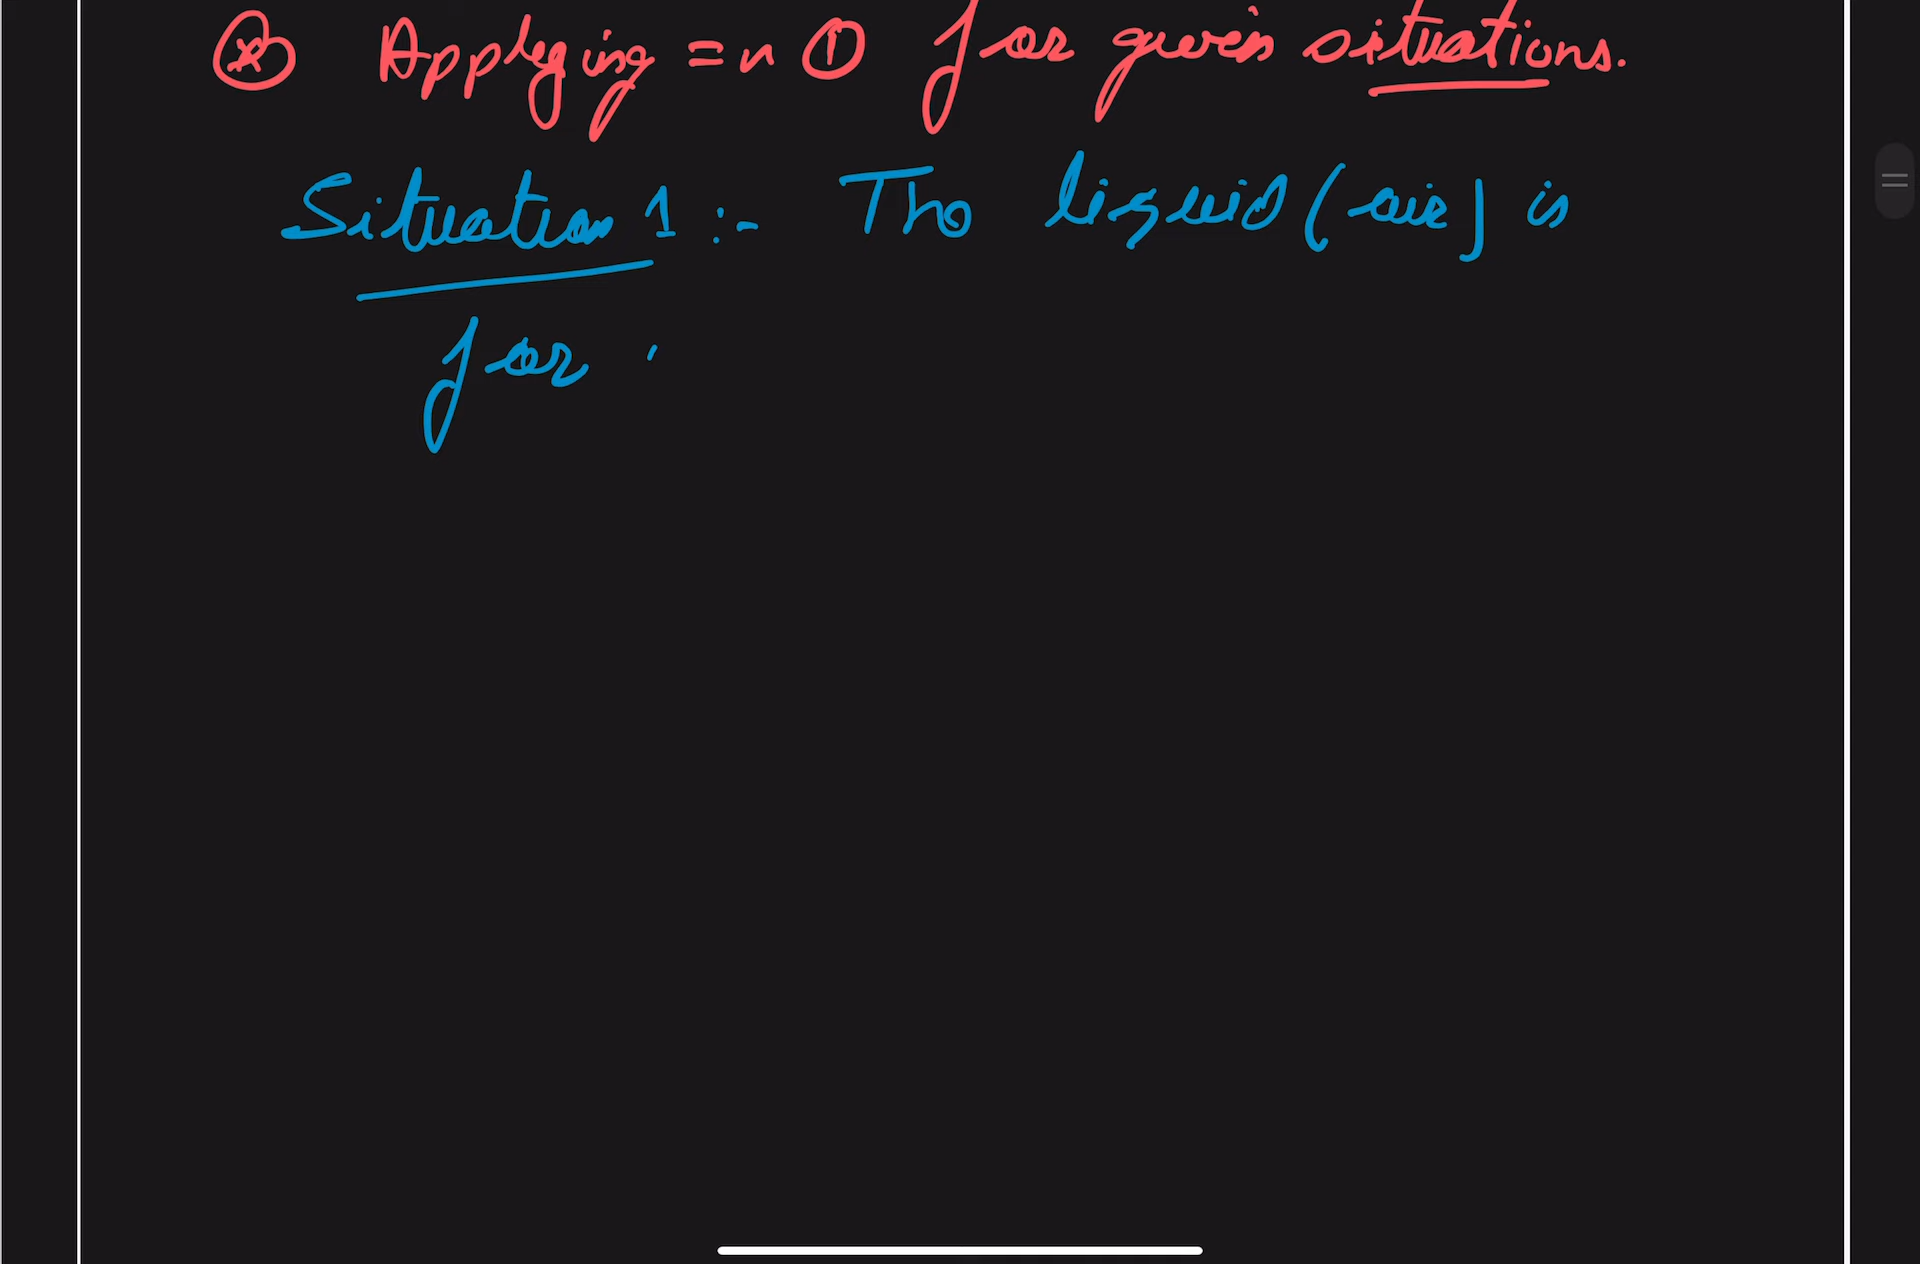 Applying =n ① for given situations.
Situation 1 :- The liquid (air) is
for